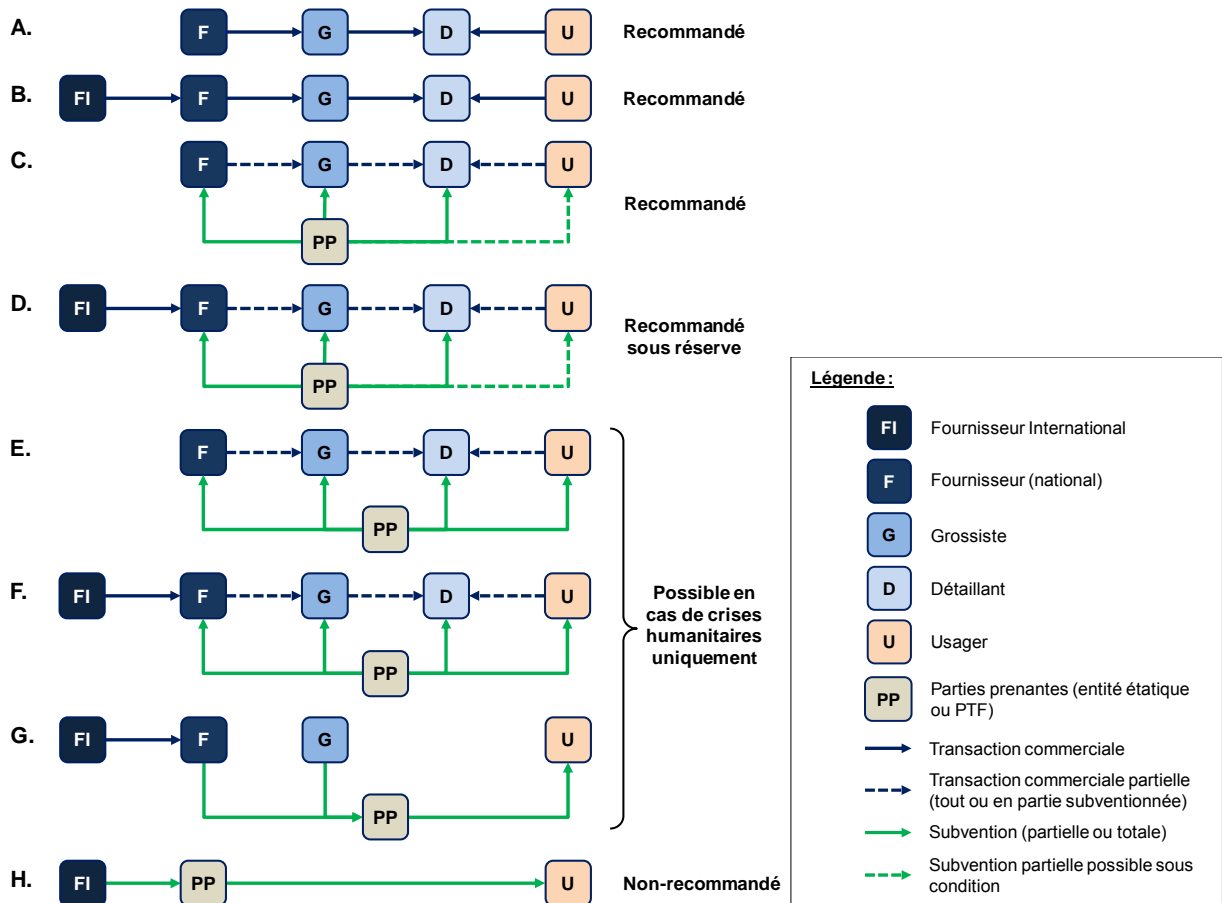 A.
F
G
D
U
Recommandé
B.
FI
F
G
D
U
Recommandé
C.
F
G
D
U
PP
Recommandé
D.
FI
F
G
D
U
PP
Recommandé
sous réserve
E.
F
G
D
U
PP
F.
FI
F
G
D
U
PP
Possible en
cas de crises
humanitaires
uniquement
G.
FI
F
G
U
PP
H.
FI
PP
U
Non-recommandé
Légende :
FI
Fournisseur International
F
Fournisseur (national)
G
Grossiste
D
Détaillant
U
Usager
PP
Parties prenantes (entité étatique
ou PTF)
Transaction commerciale
Transaction commerciale partielle
(tout ou en partie subventionnée)
Subvention (partielle ou totale)
Subvention partielle possible sous
condition